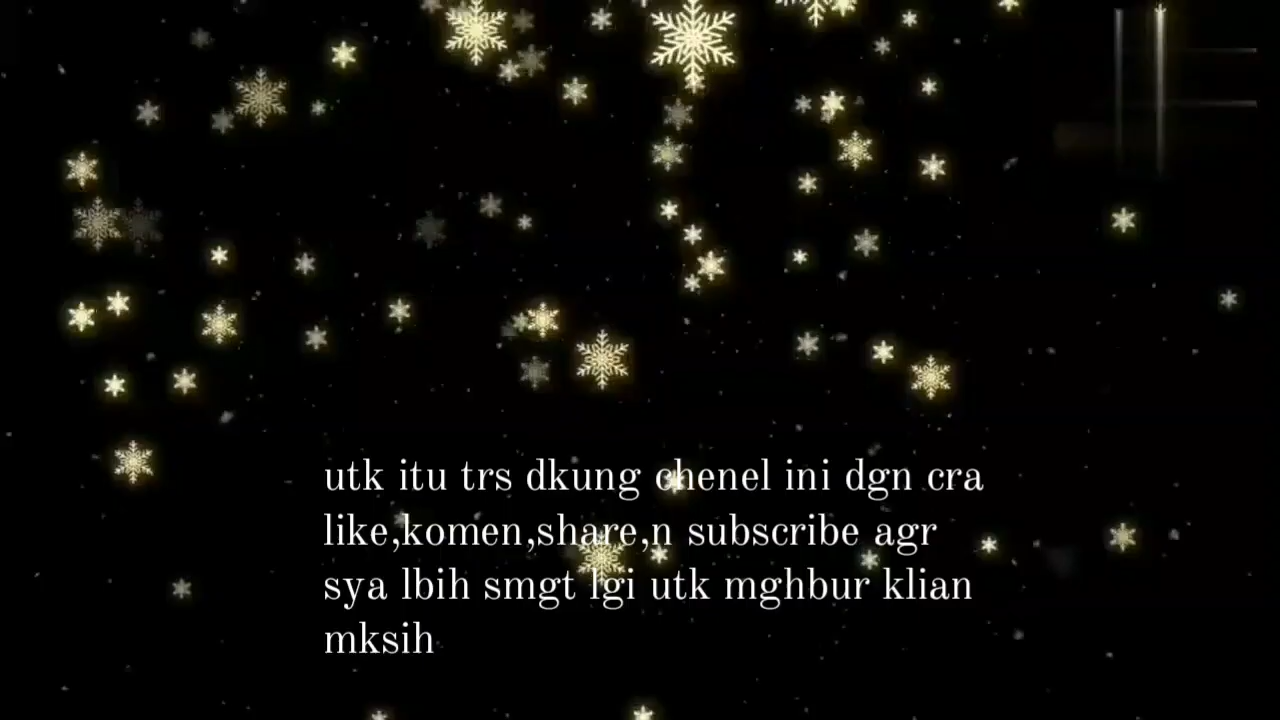 utk itu trs dkung chenel ini dgn cra
like,komen,share,n subscribe agr
sya lbih smgt lgi utk mghbur klian
mksih